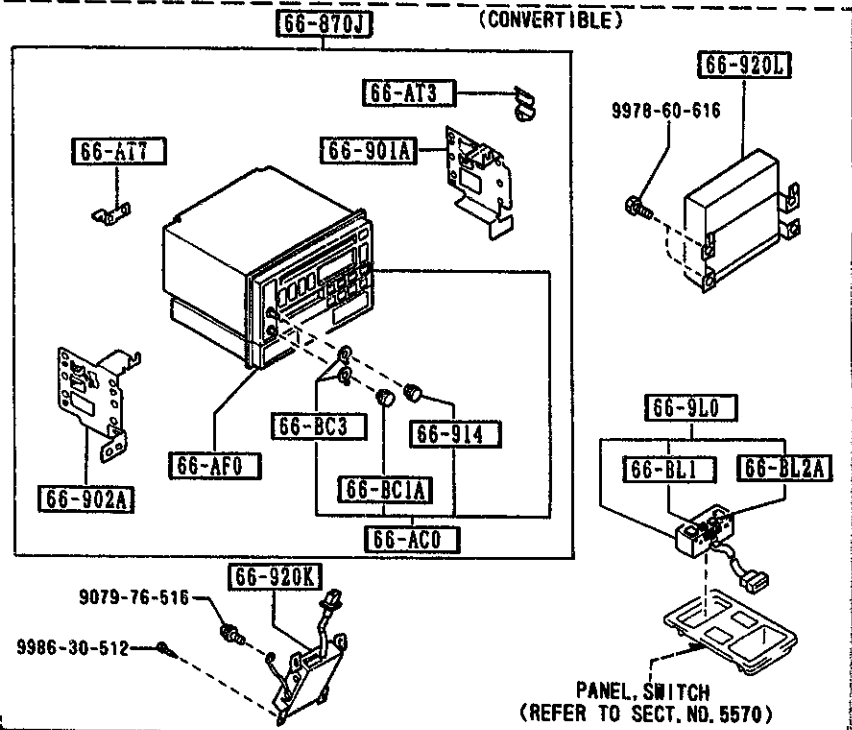 66-870J
(CONVERTIBLE)
66-AT3
66-920L
9978-60-616
66-AT7
66-901A
66-BC3
66-914
66-9L0
66-AF0
66-BL1
66-BL2A
66-BC1A
66-902A
66-AC0
66-920K
9079-76-516
9986-30-512
PANEL, SWITCH
(REFER TO SECT. NO. 5570)